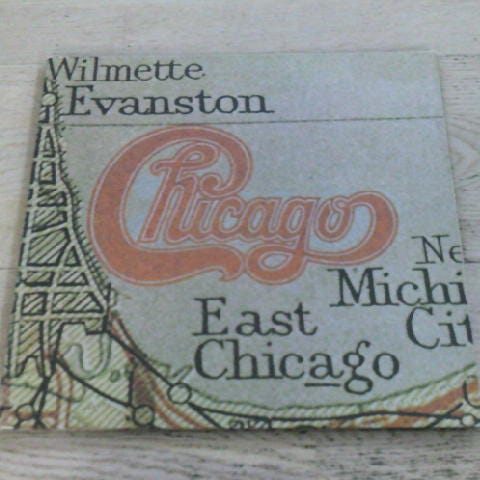 Wilmette
Evanston
Chicago
Ne
Michi
Cit
East
Chicago